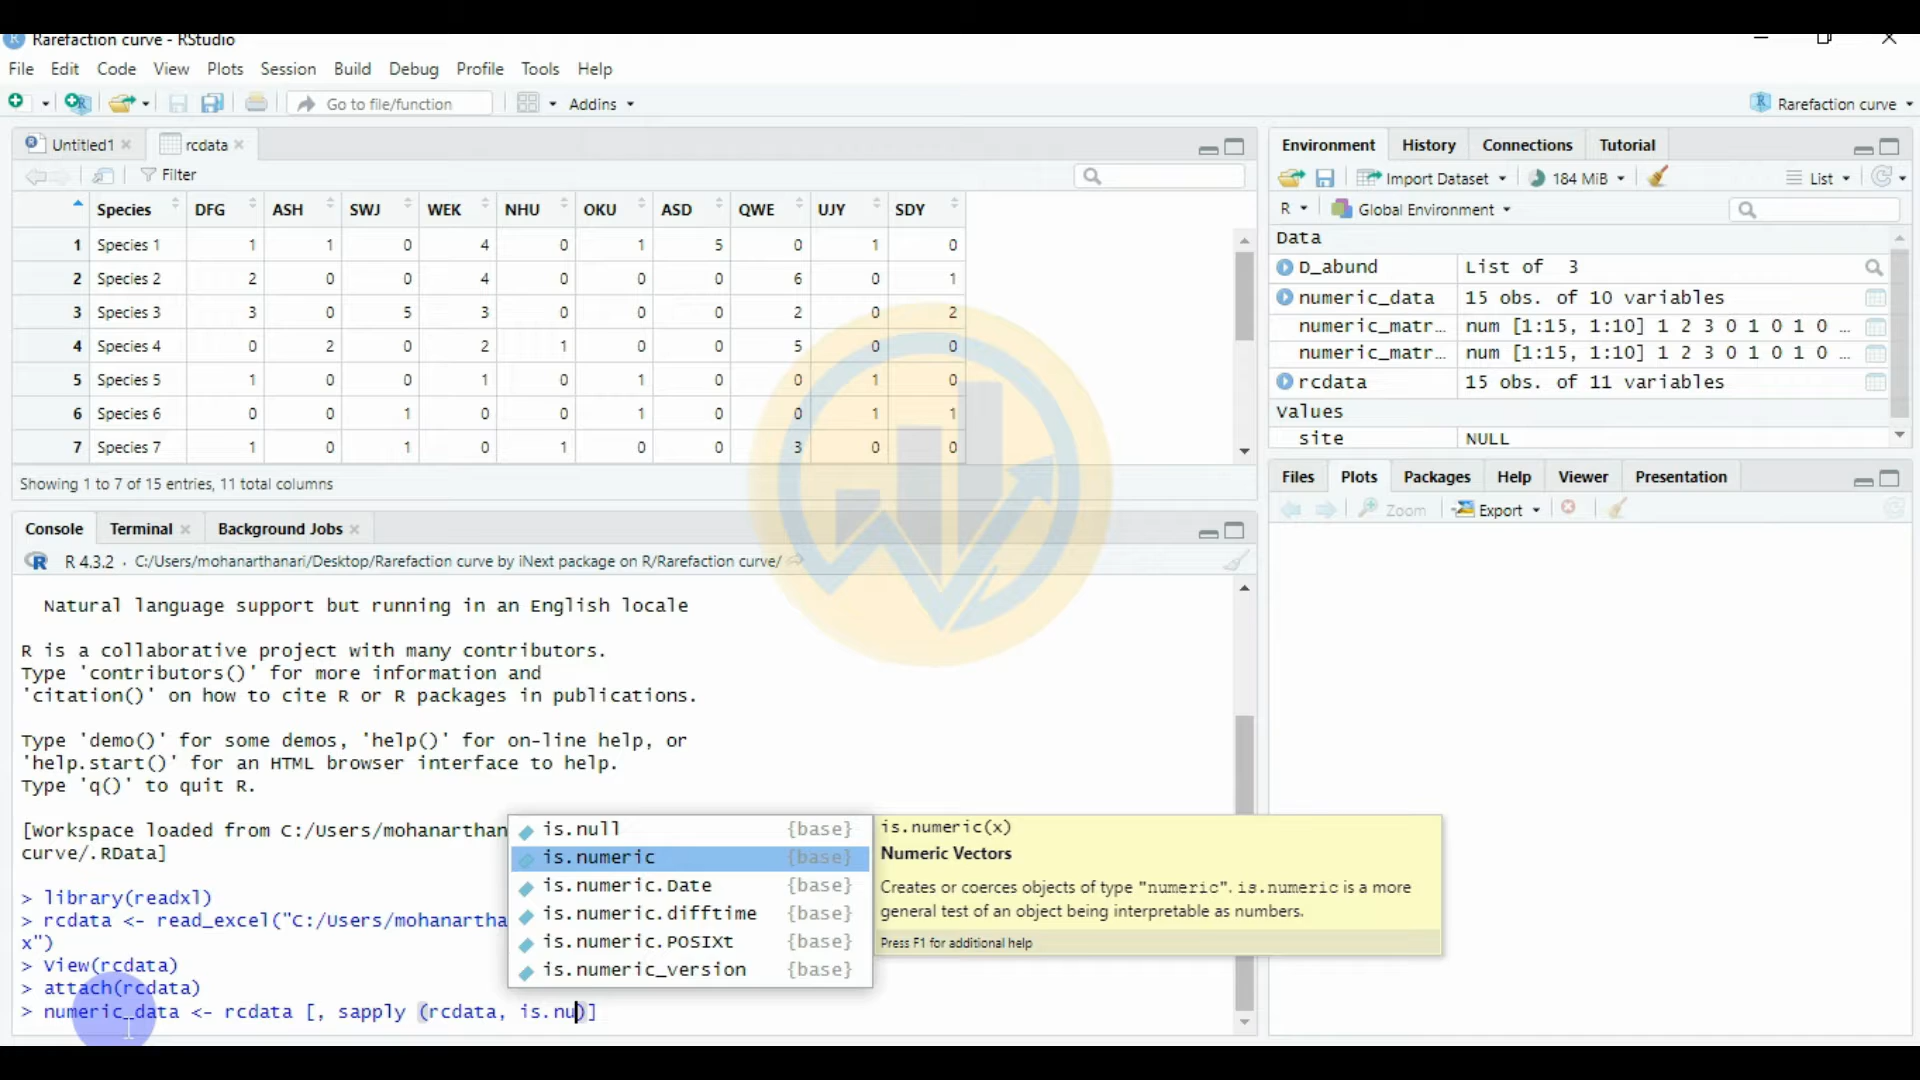 Rarefaction curve - RStudio
File Edit Code View Plots Session Build Debug Profile Tools Help
Go to file/function Addins Rarefaction curve
Untitled1 rcdata
Filter
Species DFG ASH SWJ WEK NHU OKU ASD QWE UJY SDY
1 Species 1 1 1 0 4 0 1 5 0 1 0
2 Species 2 2 0 0 4 0 0 0 6 0 1
3 Species 3 3 0 5 3 0 0 0 2 0 2
4 Species 4 0 2 0 2 1 0 0 5 0 0
5 Species 5 1 0 0 1 0 1 0 0 1 0
6 Species 6 0 0 1 0 0 1 0 0 1 1
7 Species 7 1 0 1 0 1 0 0 3 0 0
Showing 1 to 7 of 15 entries, 11 total columns
Environment History Connections Tutorial
Import Dataset 184 MiB List
R Global Environment
Data
D_abund List of 3
numeric_data 15 obs. of 10 variables
numeric_matr... num [1:15, 1:10] 1 2 3 0 1 0 1 0 ...
numeric_matr... num [1:15, 1:10] 1 2 3 0 1 0 1 0 ...
rcdata 15 obs. of 11 variables
Values
site NULL
Files Plots Packages Help Viewer Presentation
Zoom Export
Console Terminal Background Jobs
R 4.3.2 · C:/Users/mohanarthanari/Desktop/Rarefaction curve by iNext package on R/Rarefaction curve/
Natural language support but running in an English locale
R is a collaborative project with many contributors.
Type 'contributors()' for more information and
'citation()' on how to cite R or R packages in publications.
Type 'demo()' for some demos, 'help()' for on-line help, or
'help.start()' for an HTML browser interface to help.
Type 'q()' to quit R.
[Workspace loaded from C:/Users/mohanarthan
curve/.RData]
> library(readxl)
> rcdata <- read_excel("C:/Users/mohanartha
x")
> View(rcdata)
> attach(rcdata)
> numeric_data <- rcdata [, sapply (rcdata, is.nu)]
is.null {base}
is.numeric {base}
is.numeric.Date {base}
is.numeric.difftime {base}
is.numeric.POSIXt {base}
is.numeric_version {base}
is.numeric(x)
Numeric Vectors
Creates or coerces objects of type "numeric". is.numeric is a more
general test of an object being interpretable as numbers.
Press F1 for additional help